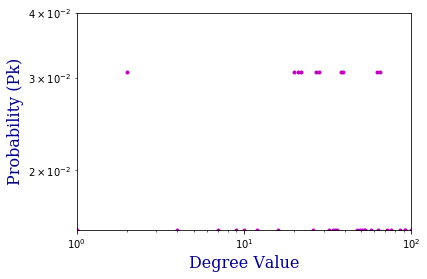 4 × 10⁻²
3 × 10⁻²
2 × 10⁻²
Probability (Pk)
10⁰
10¹
10²
Degree Value